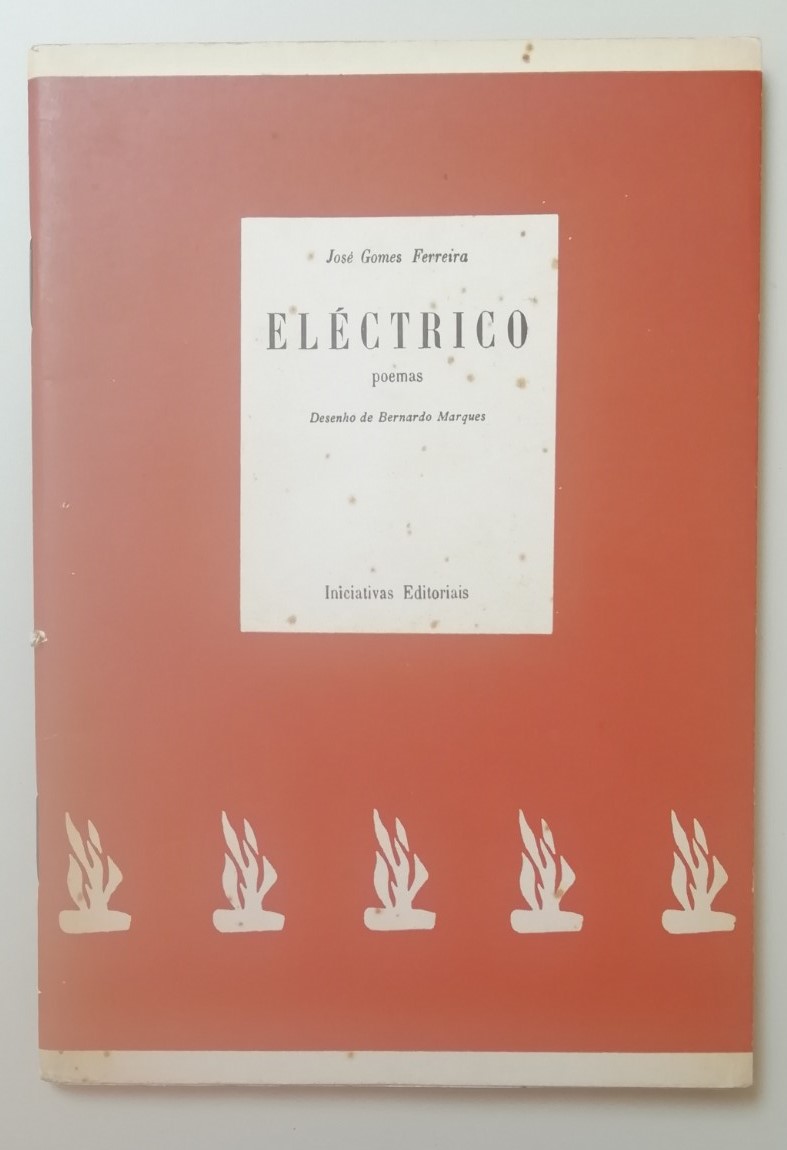 José Gomes Ferreira
ELÉCTRICO
poemas
Desenho de Bernardo Marques
Iniciativas Editoriais